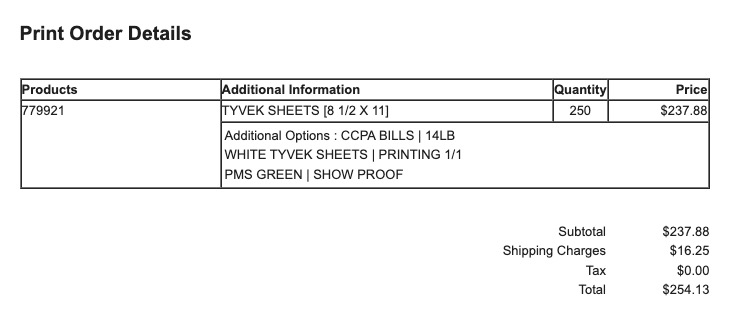 Print Order Details
Products Additional Information Quantity Price
779921 TYVEK SHEETS [8 1/2 X 11] 250 $237.88
Additional Options : CCPA BILLS | 14LB
WHITE TYVEK SHEETS | PRINTING 1/1
PMS GREEN | SHOW PROOF
Subtotal $237.88
Shipping Charges $16.25
Tax $0.00
Total $254.13